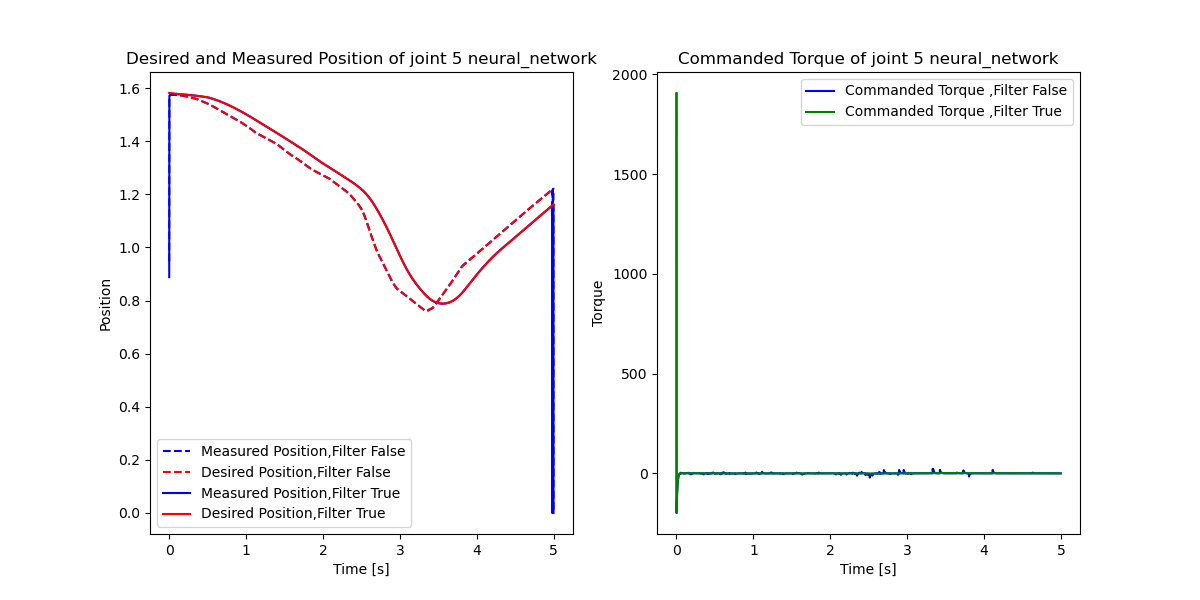 Desired and Measured Position of joint 5 neural_network
Position
1.6
1.4
1.2
1.0
0.8
0.6
0.4
0.2
0.0
Measured Position,Filter False
Desired Position,Filter False
Measured Position,Filter True
Desired Position,Filter True
0 1 2 3 4 5
Time [s]
Commanded Torque of joint 5 neural_network
Torque
2000
1500
1000
500
0
Commanded Torque ,Filter False
Commanded Torque ,Filter True
0 1 2 3 4 5
Time [s]